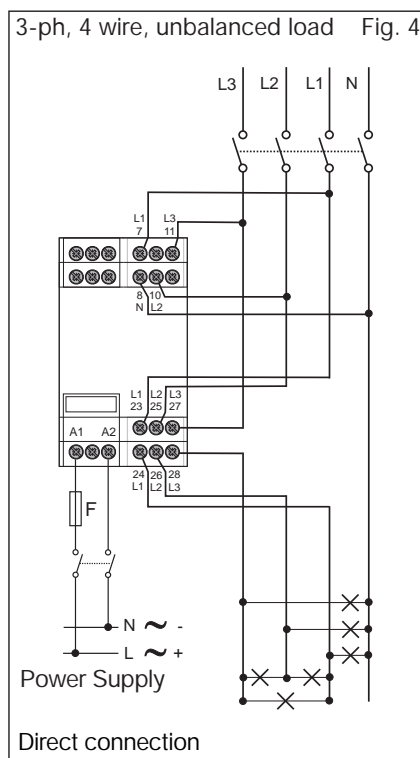 3-ph, 4 wire, unbalanced load Fig. 4
L3 L2 L1 N
L1 L3
7 11
8 10
N L2
L1 L2 L3
23 25 27
A1 A2
24 26 28
L1 L2 L3
F
N ~ -
L ~ +
Power Supply
Direct connection